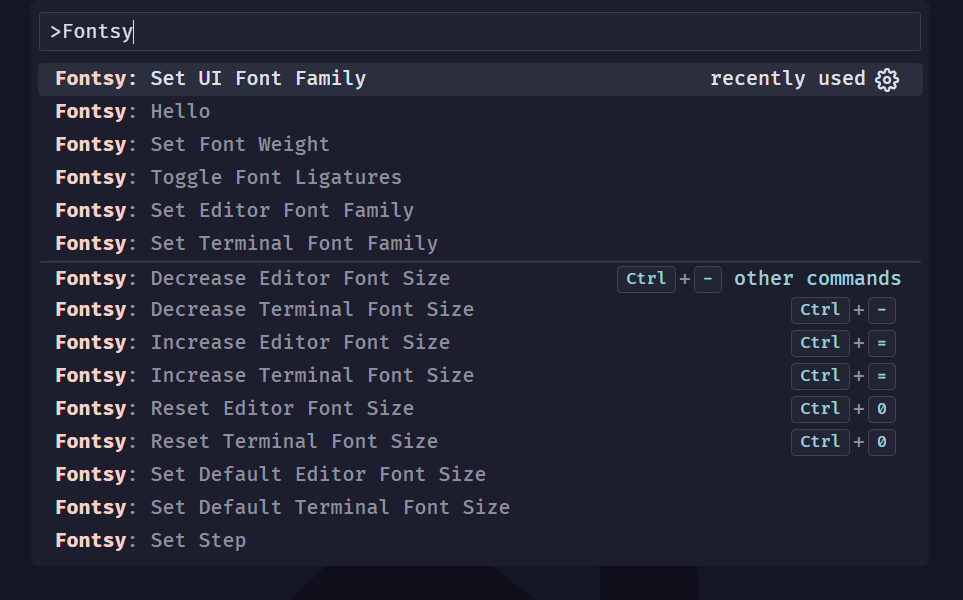 >Fontsy
Fontsy: Set UI Font Family recently used
Fontsy: Hello
Fontsy: Set Font Weight
Fontsy: Toggle Font Ligatures
Fontsy: Set Editor Font Family
Fontsy: Set Terminal Font Family
Fontsy: Decrease Editor Font Size Ctrl + - other commands
Fontsy: Decrease Terminal Font Size Ctrl + -
Fontsy: Increase Editor Font Size Ctrl + =
Fontsy: Increase Terminal Font Size Ctrl + =
Fontsy: Reset Editor Font Size Ctrl + 0
Fontsy: Reset Terminal Font Size Ctrl + 0
Fontsy: Set Default Editor Font Size
Fontsy: Set Default Terminal Font Size
Fontsy: Set Step